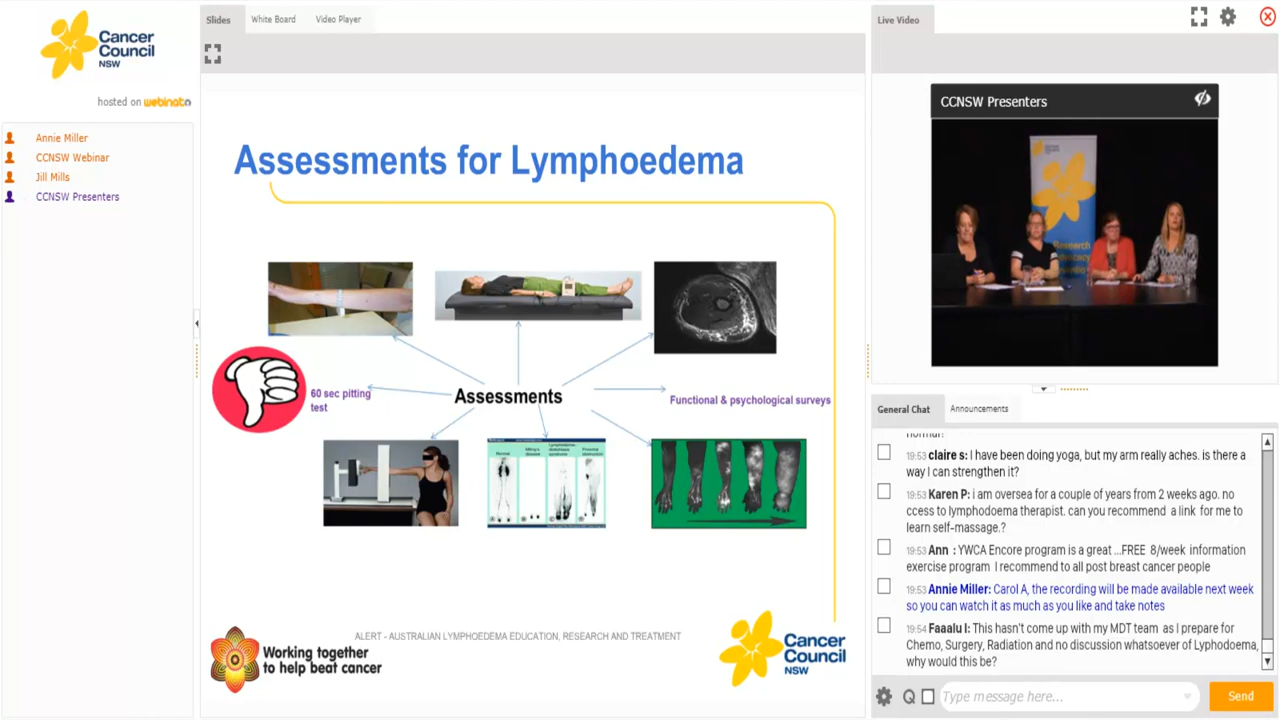 Cancer
Council
NSW
hosted on webinato
Annie Miller
CCNSW Webinar
Jill Mills
CCNSW Presenters
Slides
White Board
Video Player
Assessments for Lymphoedema
Assessments
60 sec pitting
test
Functional & psychological surveys
Normal
ALERT - AUSTRALIAN LYMPHOEDEMA EDUCATION, RESEARCH AND TREATMENT
Working together
to help beat cancer
Cancer
Council
NSW
Live Video
CCNSW Presenters
Research
General Chat
Announcements
normal?
19:53 claire s: I have been doing yoga, but my arm really aches. is there a
way I can strengthen it?
19:53 Karen P: i am oversea for a couple of years from 2 weeks ago. no
ccess to lymphodoema therapist. can you recommend a link for me to
learn self-massage.?
19:53 Ann : YWCA Encore program is a great ...FREE 8/week information
exercise program I recommend to all post breast cancer people
19:53 Annie Miller: Carol A, the recording will be made available next week
so you can watch it as much as you like and take notes
19:54 Faaalu I: This hasn't come up with my MDT team as I prepare for
Chemo, Surgery, Radiation and no discussion whatsoever of Lyphodoema,
why would this be?
Q
Type message here...
Send